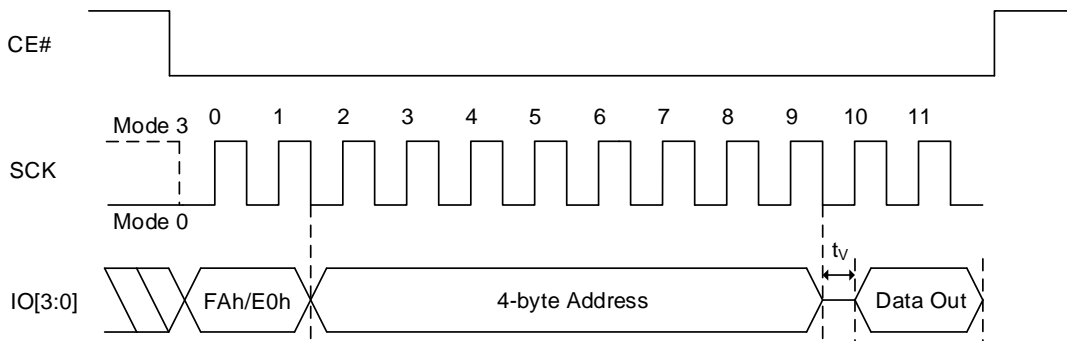 CE#
Mode 3
0 1 2 3 4 5 6 7 8 9 10 11
SCK
Mode 0
tV
IO[3:0]
FAh/E0h
4-byte Address
Data Out